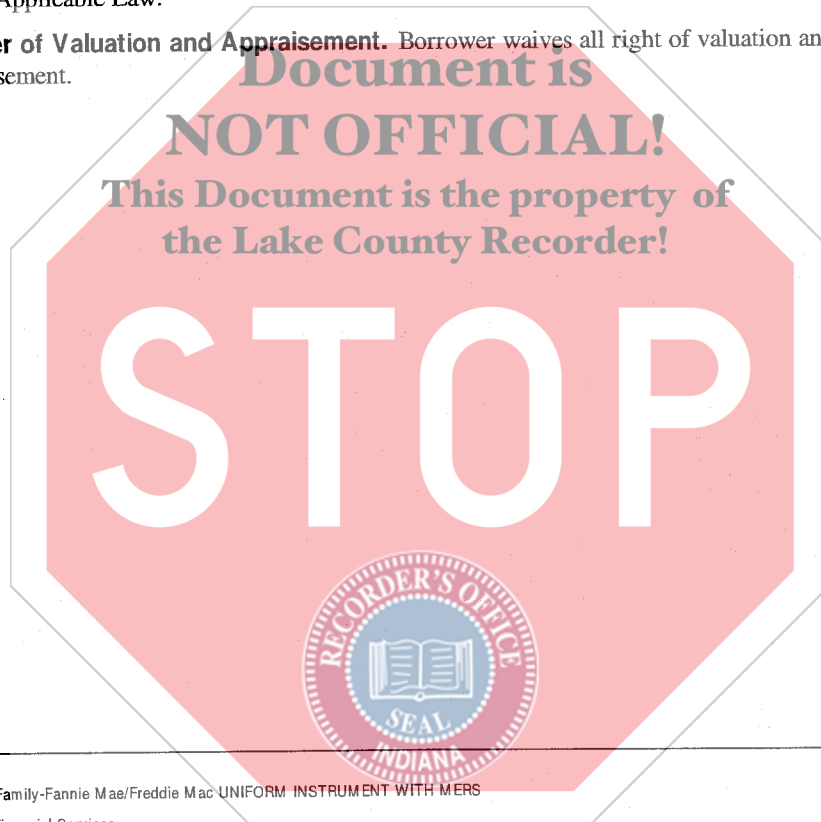 Applicable Law.
er of Valuation and Appraisement. Borrower waives all right of valuation an
sement.
Document is
NOT OFFICIAL!
This Document is the property of
the Lake County Recorder!
STOP
RECORDER'S OFFICE
SEAL
INDIANA
Family-Fannie Mae/Freddie Mac UNIFORM INSTRUMENT WITH MERS